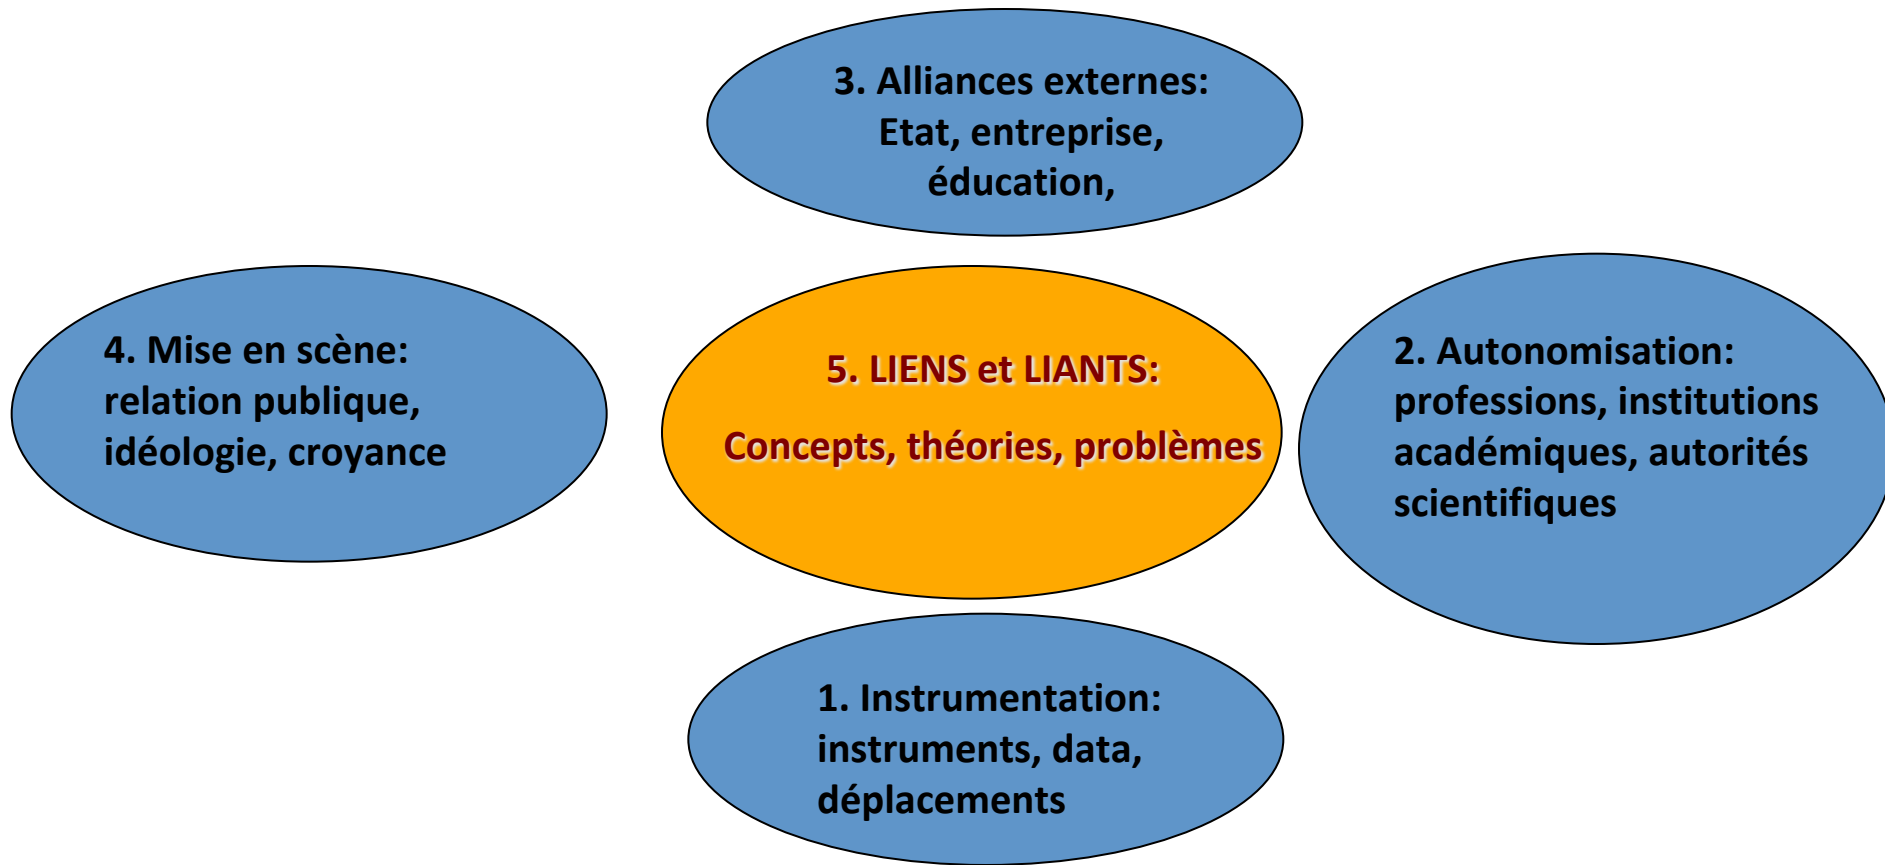 3. Alliances externes:
Etat, entreprise,
éducation,
4. Mise en scène:
relation publique,
idéologie, croyance
5. LIENS et LIANTS:
Concepts, théories, problèmes
2. Autonomisation:
professions, institutions
académiques, autorités
scientifiques
1. Instrumentation:
instruments, data,
déplacements